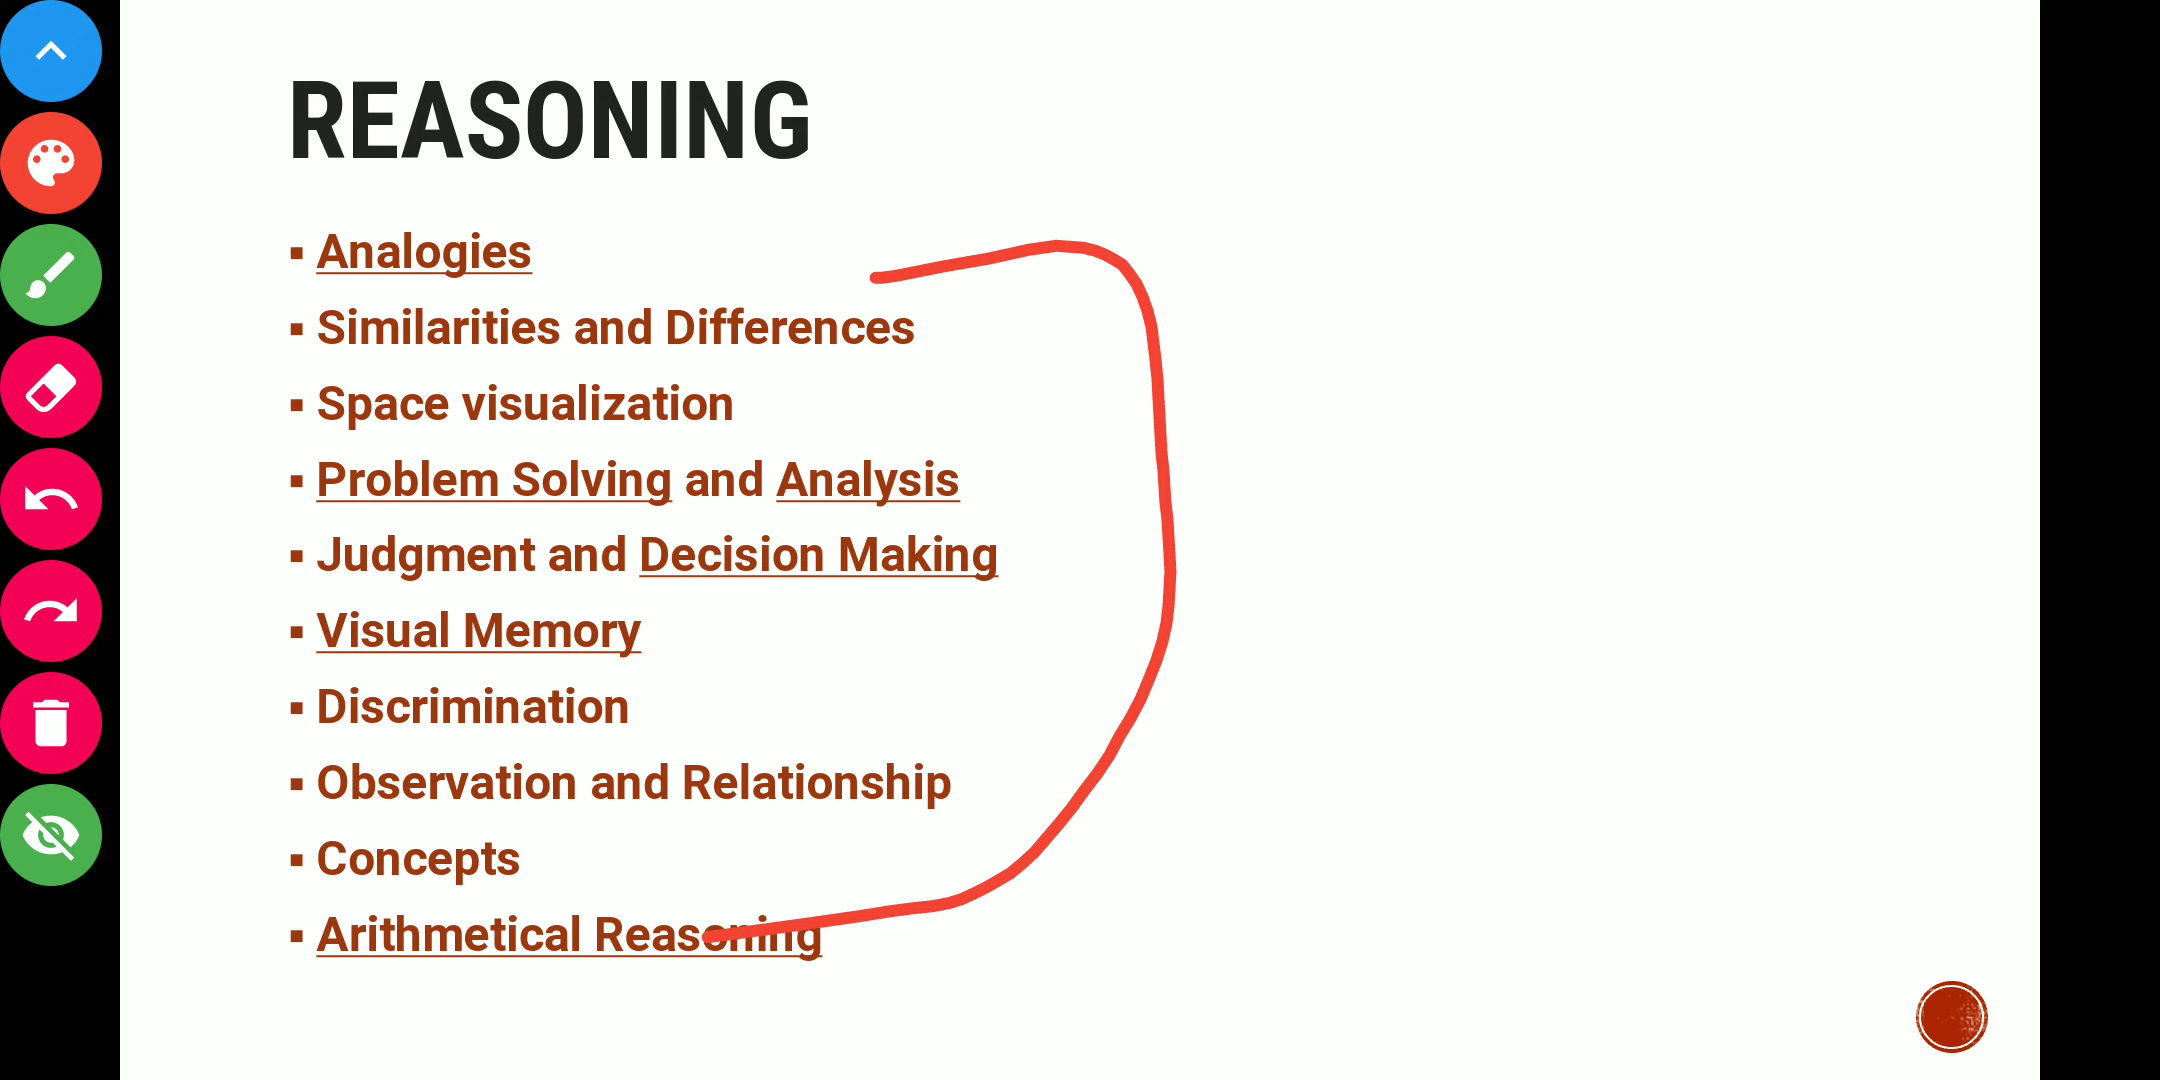 REASONING
▪ Analogies
▪ Similarities and Differences
▪ Space visualization
▪ Problem Solving and Analysis
▪ Judgment and Decision Making
▪ Visual Memory
▪ Discrimination
▪ Observation and Relationship
▪ Concepts
▪ Arithmetical Reasoning